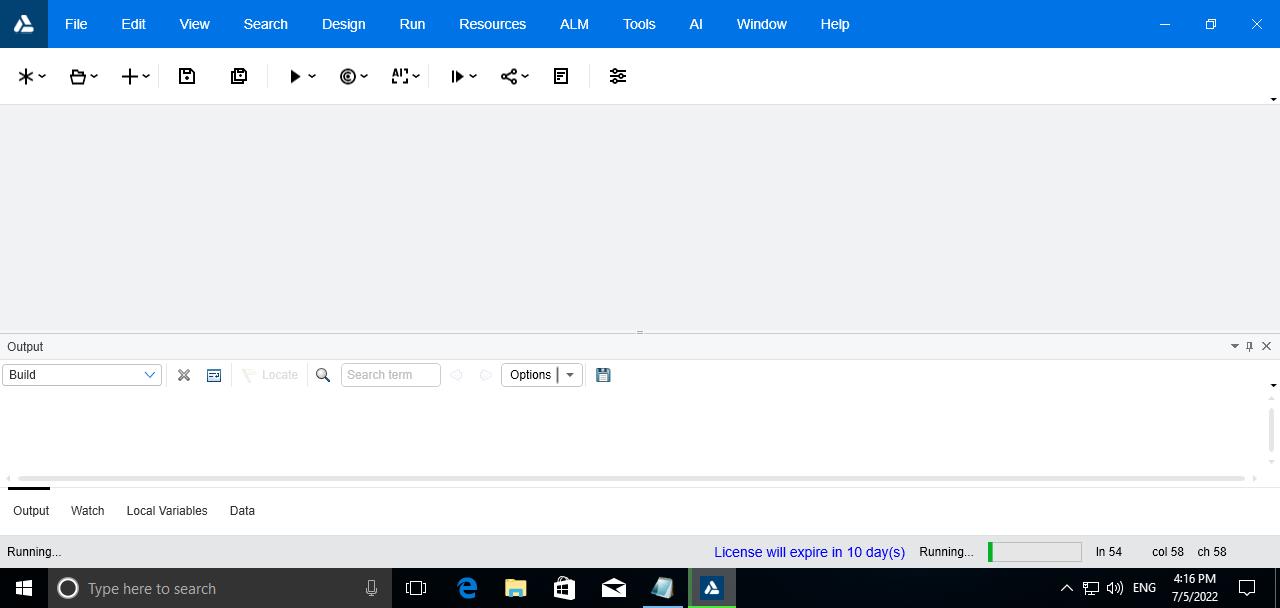 File Edit View Search Design Run Resources ALM Tools AI Window Help
AI
Output
Build Locate Search term Options
Output Watch Local Variables Data
Running... License will expire in 10 day(s) Running... ln 54 col 58 ch 58
Type here to search ENG 4:16 PM
7/5/2022